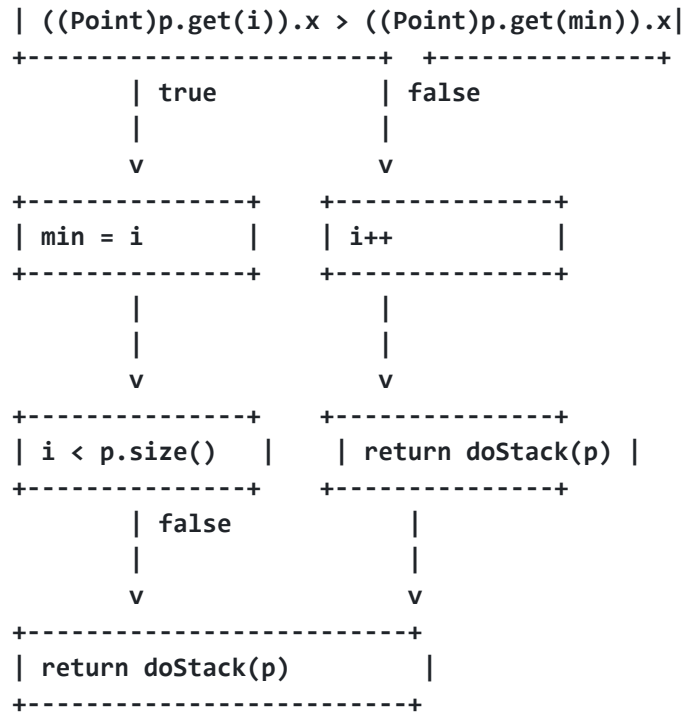 | ((Point)p.get(i)).x > ((Point)p.get(min)).x|
+------------------------+  +---------------+
| true | false
| |
v v
+---------------+ +---------------+
| min = i | | i++ |
+---------------+ +---------------+
| |
| |
v v
+---------------+ +---------------+
| i < p.size() | | return doStack(p) |
+---------------+ +---------------+
| false |
| |
v v
+--------------------------+
| return doStack(p) |
+--------------------------+